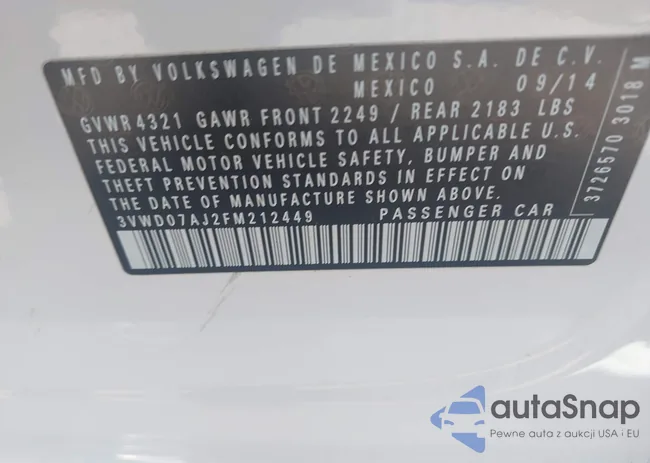 MFD BY VOLKSWAGEN DE MEXICO S.A. DE C.V.
MEXICO 09/14
GVWR 4321 GAWR FRONT 2249 / REAR 2183 LBS
THIS VEHICLE CONFORMS TO ALL APPLICABLE U.S.
FEDERAL MOTOR VEHICLE SAFETY, BUMPER AND
THEFT PREVENTION STANDARDS IN EFFECT ON
THE DATE OF MANUFACTURE SHOWN ABOVE.
3VWD07AJ2FM212449 PASSENGER CAR
3726570 3018 M
autaSnap
Pewne auta z aukcji USA i EU